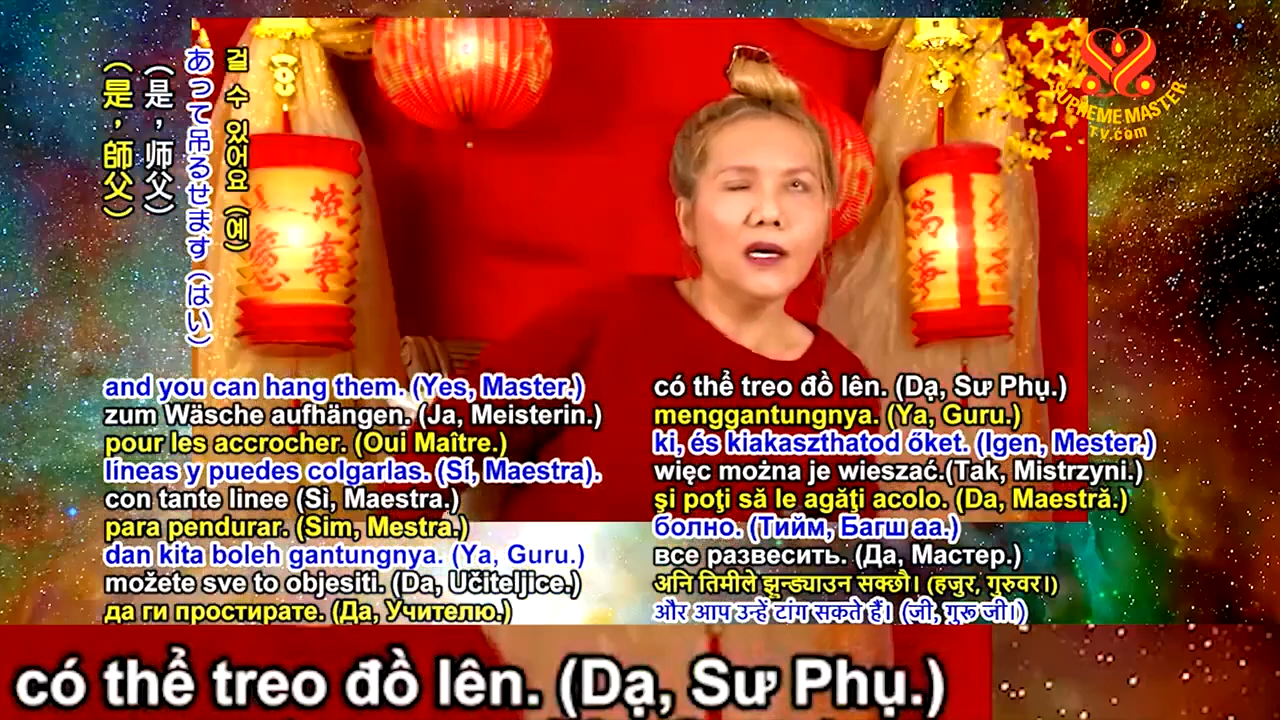 걸 수 있어요 (예)
あつて吊るせます (はい)
(是，师父)
(是，師父)
SUPREME MASTER
TV.com
萬事
萬事
and you can hang them. (Yes, Master.)
zum Wäsche aufhängen. (Ja, Meisterin.)
pour les accrocher. (Oui Maître.)
líneas y puedes colgarlas. (Sí, Maestra).
con tante linee (Sì, Maestra.)
para pendurar. (Sim, Mestra.)
dan kita boleh gantungnya. (Ya, Guru.)
možete sve to objesiti. (Da, Učiteljice.)
да ги простирате. (Да, Учителю.)
có thể treo đồ lên. (Dạ, Sư Phụ.)
menggantungnya. (Ya, Guru.)
ki, és kiakaszthatod őket. (Igen, Mester.)
więc można je wieszać.(Tak, Mistrzyni.)
şi poţi să le agăţi acolo. (Da, Maestră.)
болно. (Тийм, Багш аа.)
все развесить. (Да, Мастер.)
अनि तिमीले झुन्ड्याउन सक्छौ। (हजुर, गुरुवर।)
और आप उन्हें टांग सकते हैं। (जी, गुरू जी।)
có thể treo đồ lên. (Dạ, Sư Phụ.)